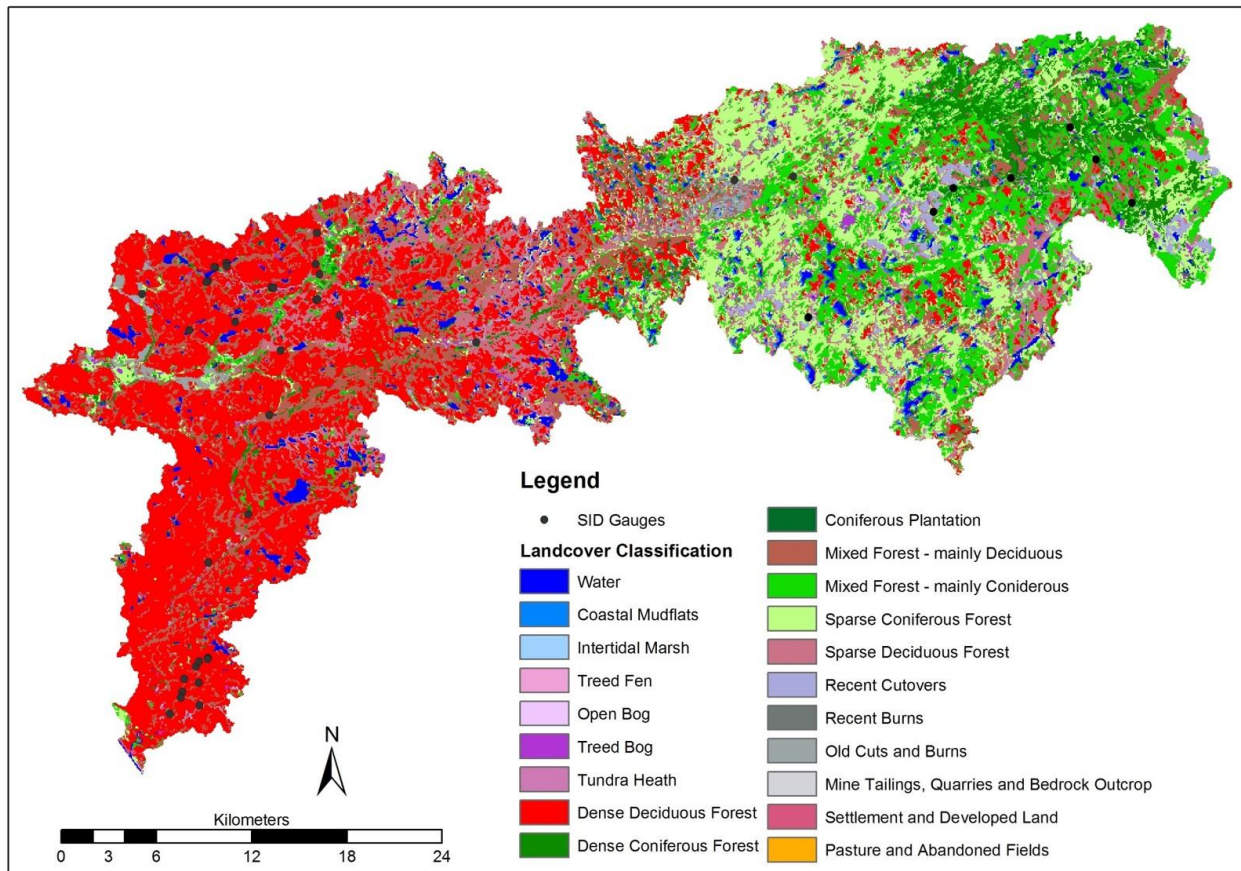 Legend
SID Gauges
Landcover Classification
Water
Coastal Mudflats
Intertidal Marsh
Treed Fen
Open Bog
Treed Bog
Tundra Heath
Dense Deciduous Forest
Dense Coniferous Forest
Coniferous Plantation
Mixed Forest - mainly Deciduous
Mixed Forest - mainly Coniderous
Sparse Coniferous Forest
Sparse Deciduous Forest
Recent Cutovers
Recent Burns
Old Cuts and Burns
Mine Tailings, Quarries and Bedrock Outcrop
Settlement and Developed Land
Pasture and Abandoned Fields
N
Kilometers
0 3 6 12 18 24